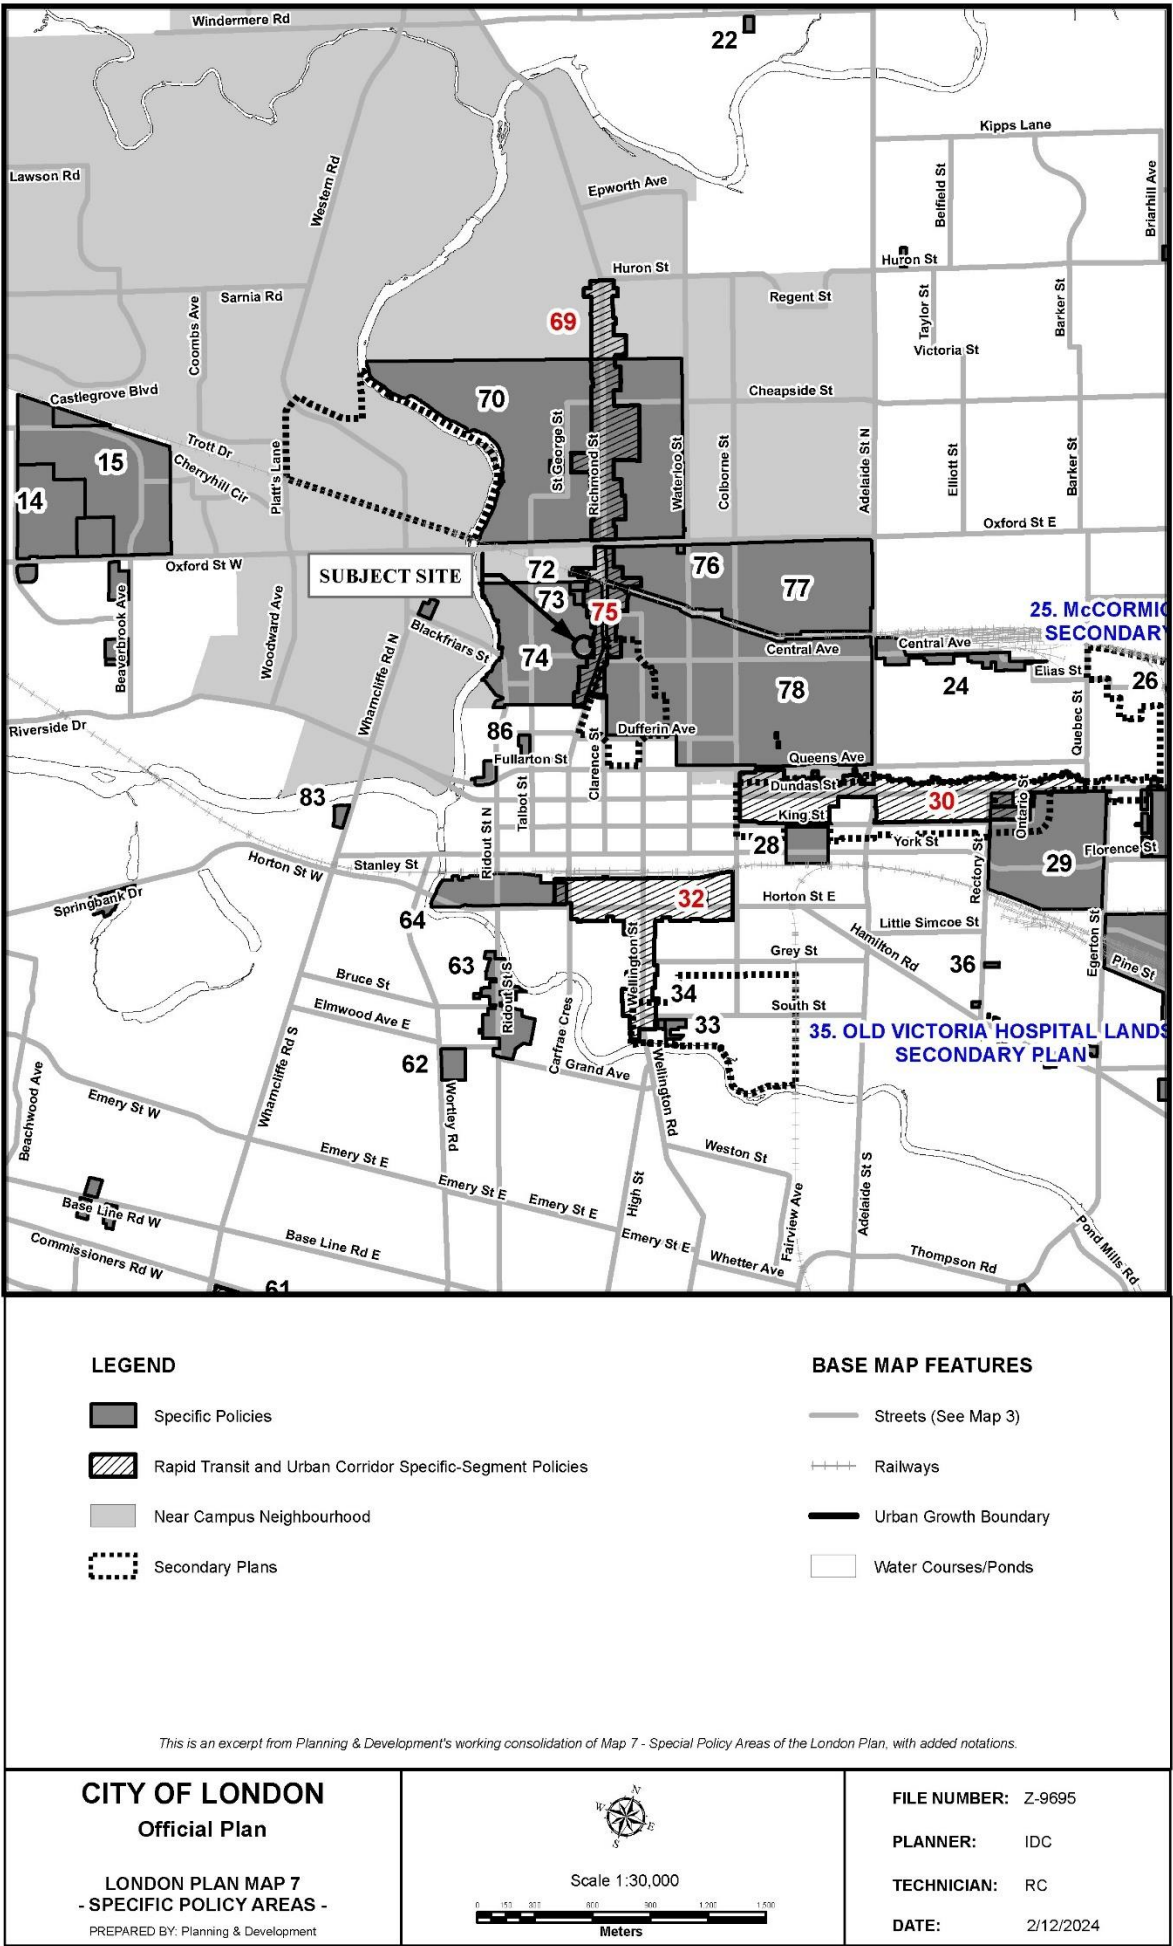 Windermere Rd
22
Kipps Lane
Lawson Rd
Western Rd
Epworth Ave
Belfield St
Briarhill Ave
Huron St
Huron St
Sarnia Rd
Regent St
Coombs Ave
69
Taylor St
Barker St
Victoria St
Castlegrove Blvd
70
Cheapside St
St George St
Richmond St
Waterloo St
Colborne St
Adelaide St N
Elliott St
Barker St
Trott Dr
Cherryhill Cir
Platt's Lane
15
14
Oxford St E
Oxford St W
SUBJECT SITE
72
76
77
73
75
Beaverbrook Ave
Woodward Ave
Wharncliffe Rd N
Blackfriars St
74
Central Ave
Central Ave
25. McCORMIC
SECONDARY
Elias St
24
26
78
Quebec St
Riverside Dr
86
Dufferin Ave
Fullarton St
Clarence St
Queens Ave
Dundas St
83
Talbot St
Ridout St N
King St
30
Ontario St
28
York St
Rectory St
29
Florence St
Stanley St
Horton St W
Springbank Dr
32
Horton St E
64
Little Simcoe St
Hamilton Rd
Egerton St
Wellington St
Grey St
63
36
Pine St
Bruce St
Ridout St S
34
Elmwood Ave E
South St
33
35. OLD VICTORIA HOSPITAL LANDS
SECONDARY PLAN
Carfrae Cres
62
Grand Ave
Wharncliffe Rd S
Wellington Rd
Beachwood Ave
Emery St W
Wortley Rd
Emery St E
Weston St
Emery St E
High St
Emery St E
Fairview Ave
Adelaide St S
Base Line Rd W
Emery St E
Pond Mills Rd
Commissioners Rd W
Base Line Rd E
Whetter Ave
Thompson Rd
61
LEGEND
Specific Policies
Rapid Transit and Urban Corridor Specific-Segment Policies
Near Campus Neighbourhood
Secondary Plans
BASE MAP FEATURES
Streets (See Map 3)
Railways
Urban Growth Boundary
Water Courses/Ponds
This is an excerpt from Planning & Development's working consolidation of Map 7 - Special Policy Areas of the London Plan, with added notations.
CITY OF LONDON
Official Plan
LONDON PLAN MAP 7
- SPECIFIC POLICY AREAS -
PREPARED BY: Planning & Development
N
W E
S
Scale 1:30,000
0 150 300 600 900 1,200 1,500
Meters
FILE NUMBER: Z-9695
PLANNER: IDC
TECHNICIAN: RC
DATE: 2/12/2024